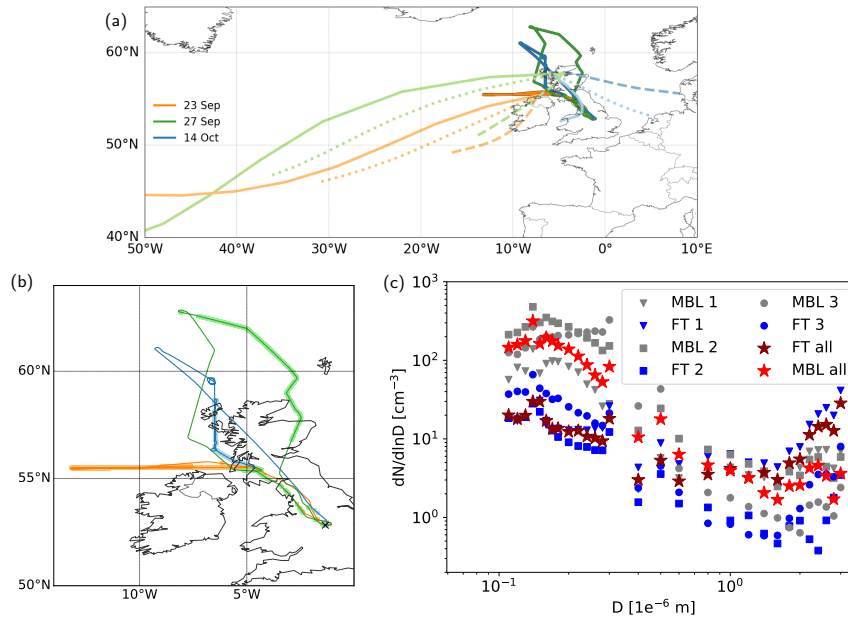 (a)
60°N
50°N
40°N
23 Sep
27 Sep
14 Oct
50°W 40°W 30°W 20°W 10°W 0°W 10°E
(b)
60°N
55°N
50°N
10°W 5°W
(c)
10³
10²
10¹
10⁰
dN/dlnD [cm⁻³]
MBL 1 MBL 3
FT 1 FT 3
MBL 2 FT all
FT 2 MBL all
10⁻¹ 10⁰
D [1e⁻⁶ m]